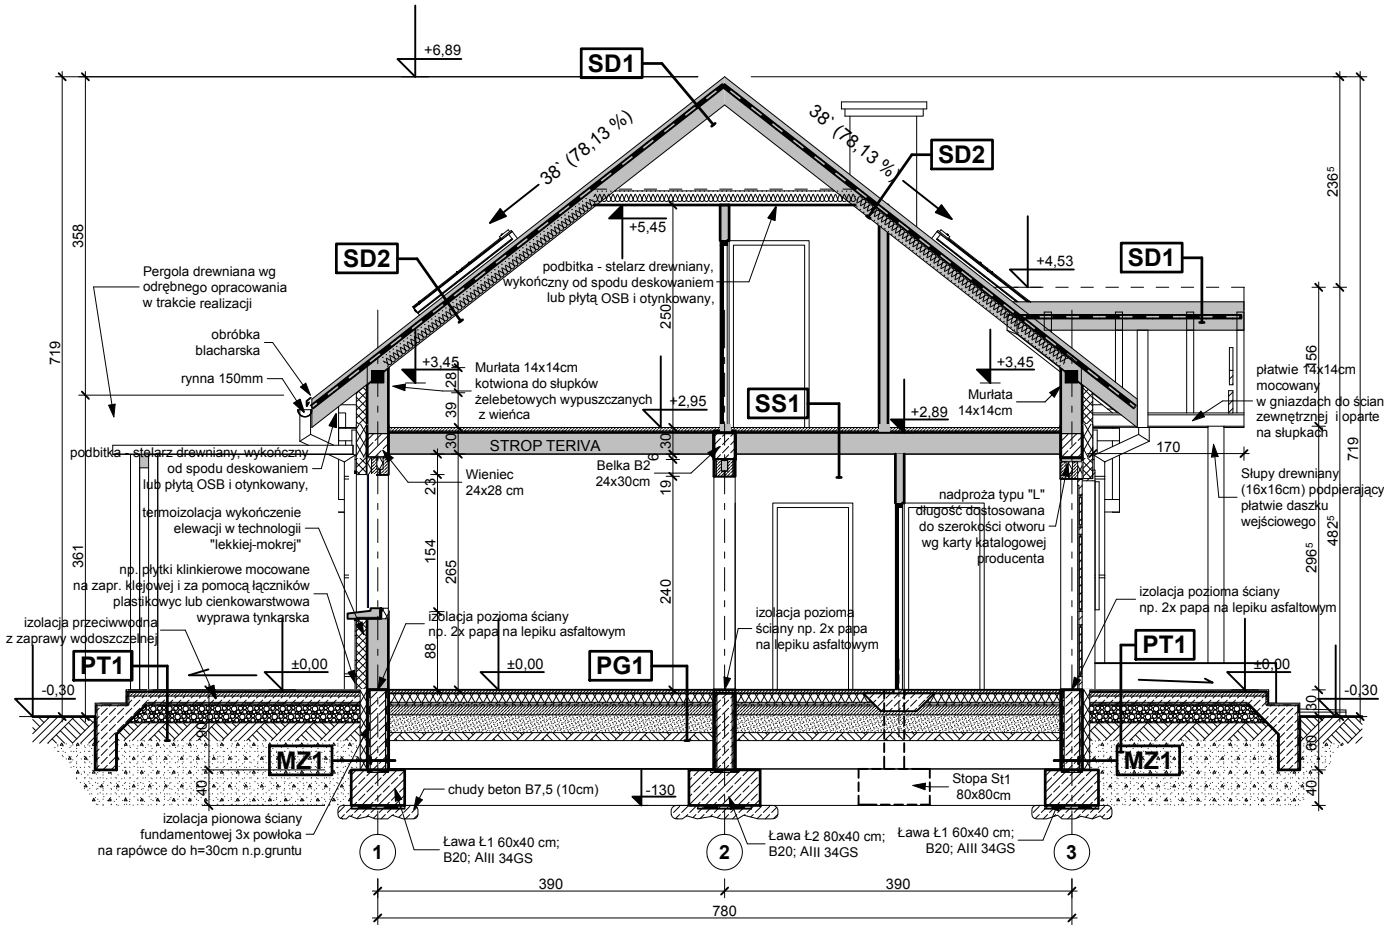 +6,89
SD1
38` (78,13 %)
38` (78,13 %)
SD2
236⁵
358
+5,45
SD2
+4,53
SD1
Pergola drewniana wg
odrębnego opracowania
w trakcie realizacji
podbitka - stelarz drewniany,
wykończny od spodu deskowaniem
lub płytą OSB i otynkowany,
250
obróbka
blacharska
719
rynna 150mm
+3,45
28
39
Murłata 14x14cm
kotwiona do słupków
żelebetowych wypuszczanych
z wieńca
+2,95
SS1
+3,45
Murłata
14x14cm
+2,89
156
płatwie 14x14cm
mocowany
w gniazdach do ścian
zewnętrznej i oparte
na słupkach
719
30
STROP TERIVA
30
6
170
podbitka - stelarz drewniany, wykończny
od spodu deskowaniem
lub płytą OSB i otynkowany,
Wieniec
24x28 cm
Belka B2
24x30cm
23
19
nadproża typu "L"
długość dostosowana
do szerokości otworu
wg karty katalogowej
producenta
Słupy drewniany
(16x16cm) podpierający
płatwie daszku
wejściowego
482⁵
296⁵
termoizolacja wykończenie
elewacji w technologii
"lekkiej-mokrej"
361
154
265
240
np. płytki klinkierowe mocowane
na zapr. klejowej i za pomocą łączników
plastikowyc lub cienkowarstwowa
wyprawa tynkarska
izolacja przeciwwodna
z zaprawy wodoszczelnej
izolacja pozioma ściany
np. 2x papa na lepiku asfaltowym
izolacja pozioma
ściany np. 2x papa
na lepiku asfaltowym
izolacja pozioma ściany
np. 2x papa na lepiku asfaltowym
88
PT1
±0,00
±0,00
PG1
PT1
±0,00
-0,30
-0,30
30
90
60
MZ1
MZ1
40
40
chudy beton B7,5 (10cm)
-130
Stopa St1
80x80cm
izolacja pionowa ściany
fundamentowej 3x powłoka
na rapówce do h=30cm n.p.gruntu
Ława Ł1 60x40 cm;
B20; AIII 34GS
Ława Ł2 80x40 cm;
B20; AIII 34GS
Ława Ł1 60x40 cm;
B20; AIII 34GS
1
2
3
390
390
780